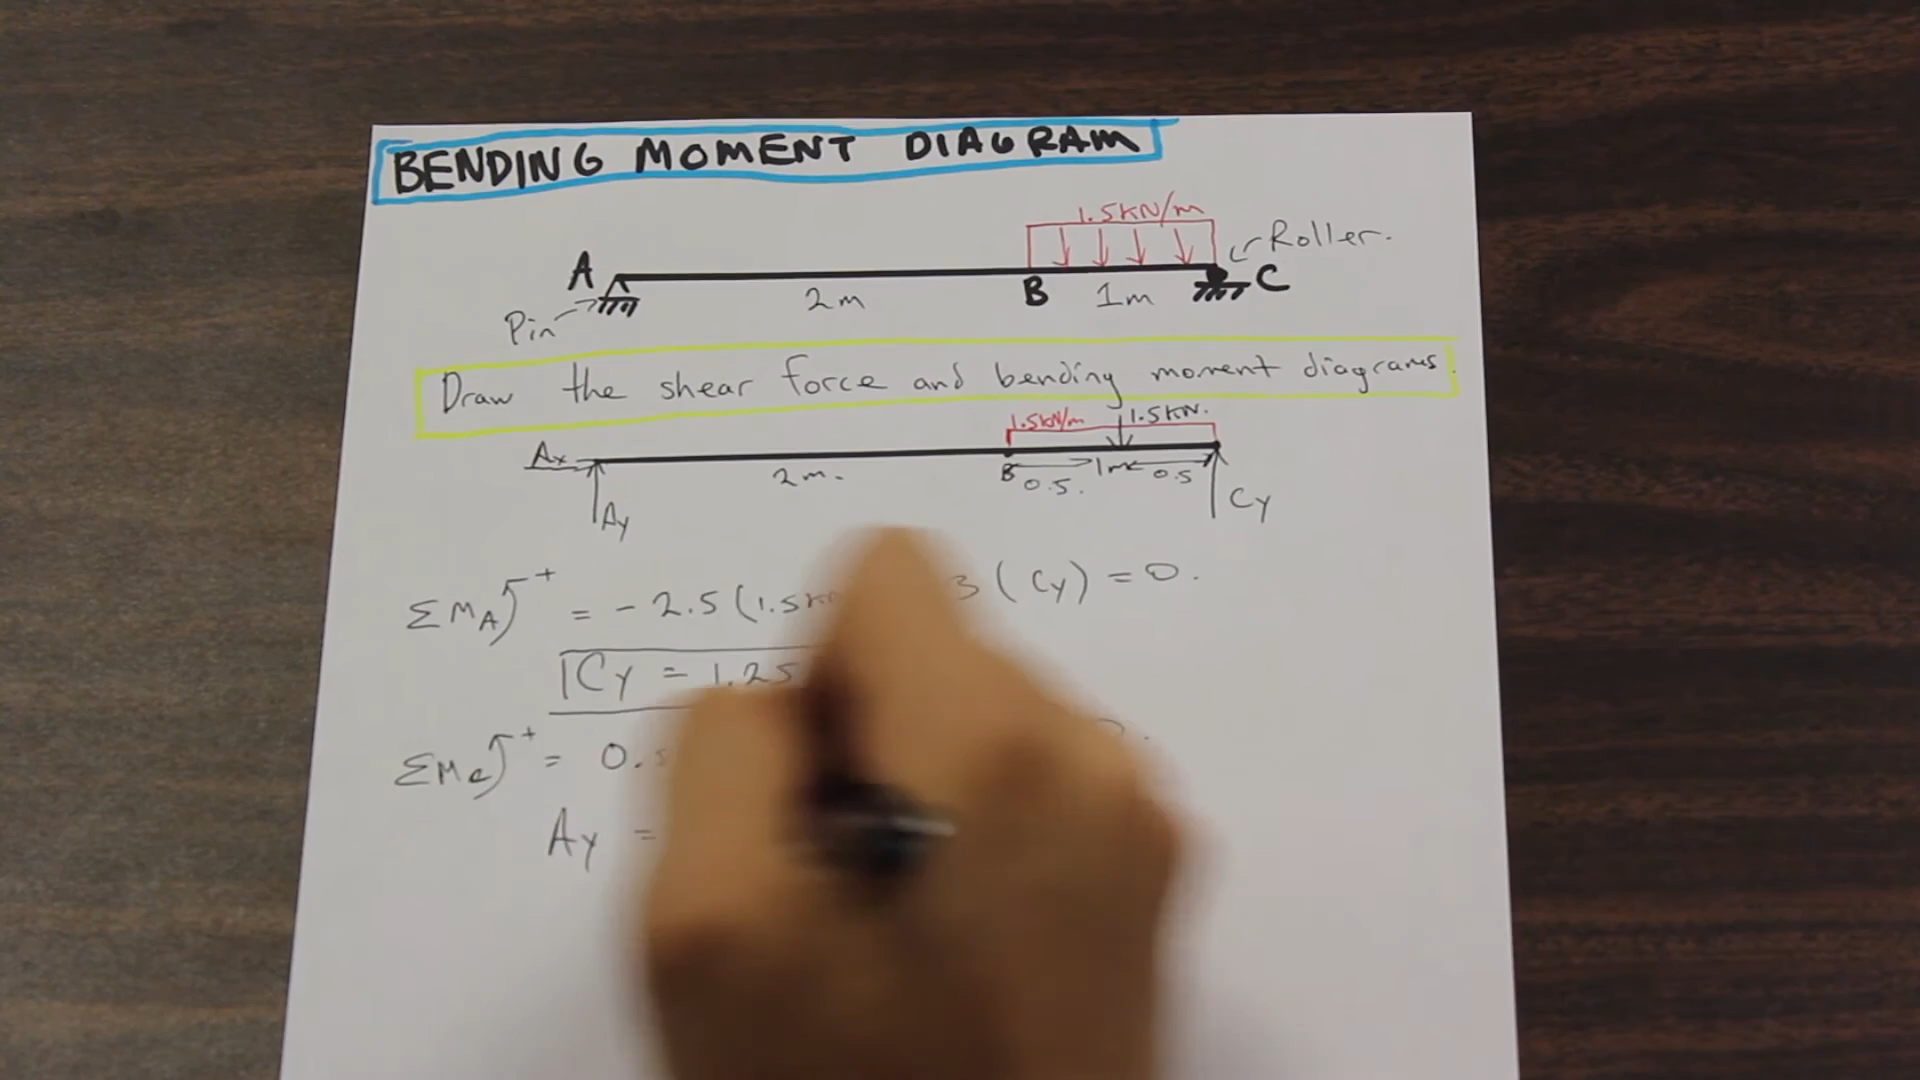 BENDING MOMENT DIAGRAM
1.5KN/m
Roller.
A
2m
B
1m
C
Pin
Draw the shear force and bending moment diagrams.
1.5kN/m 1.5KN.
Ax
2m.
B
0.5.
1m
0.5
Ay
Cy
ΣMA + = - 2.5 (1.5 3 (Cy) = 0.
Cy = 1.25
ΣMc + = 0.5
Ay =